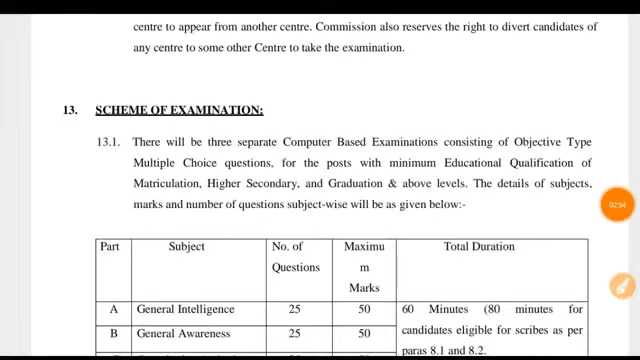 centre to appear from another centre. Commission also reserves the right to divert candidates of
any centre to some other Centre to take the examination.
13. SCHEME OF EXAMINATION:
13.1. There will be three separate Computer Based Examinations consisting of Objective Type
Multiple Choice questions, for the posts with minimum Educational Qualification of
Matriculation, Higher Secondary, and Graduation & above levels. The details of subjects,
marks and number of questions subject-wise will be as given below:-
Part Subject No. of Maximu Total Duration
Questions m
Marks
A General Intelligence 25 50 60 Minutes (80 minutes for
B General Awareness 25 50 candidates eligible for scribes as per
paras 8.1 and 8.2.
02:54